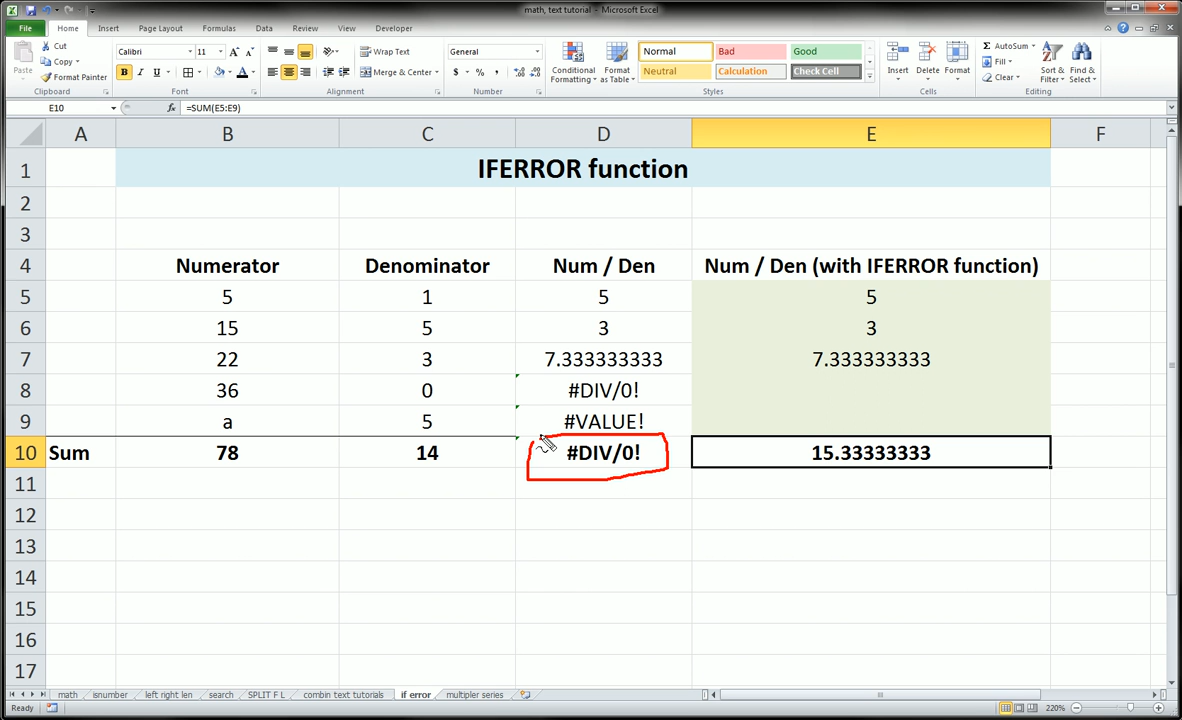 math, text tutorial - Microsoft Excel
File Home Insert Page Layout Formulas Data Review View Developer
Paste Cut Copy Format Painter Clipboard
Calibri 11 B I U Font
Wrap Text Merge & Center Alignment
General $ % , Number
Conditional Formatting Format as Table Normal Bad Good Neutral Calculation Check Cell Styles
Insert Delete Format Cells
AutoSum Fill Clear Sort & Filter Find & Select Editing
E10 fx =SUM(E5:E9)
A B C D E F
1 IFERROR function
2
3
4 Numerator Denominator Num / Den Num / Den (with IFERROR function)
5 5 1 5 5
6 15 5 3 3
7 22 3 7.333333333 7.333333333
8 36 0 #DIV/0!
9 a 5 #VALUE!
10 Sum 78 14 #DIV/0! 15.33333333
11
12
13
14
15
16
17
math isnumber left right len search SPLIT F L combin text tutorials if error multipler series
Ready 220%